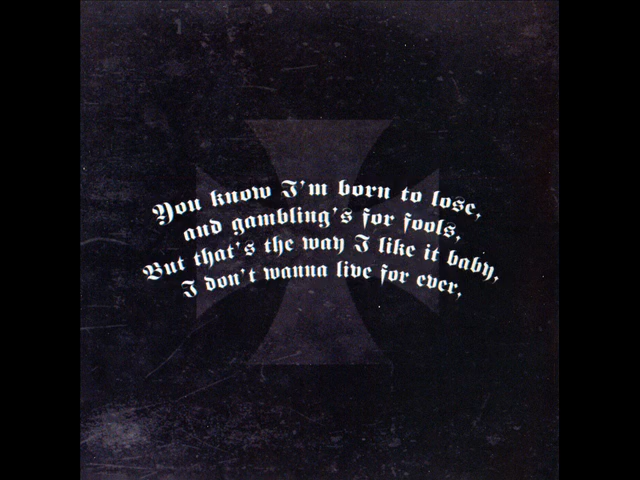 You know I'm born to lose,
and gambling's for fools,
But that's the way I like it baby,
I don't wanna live for ever,